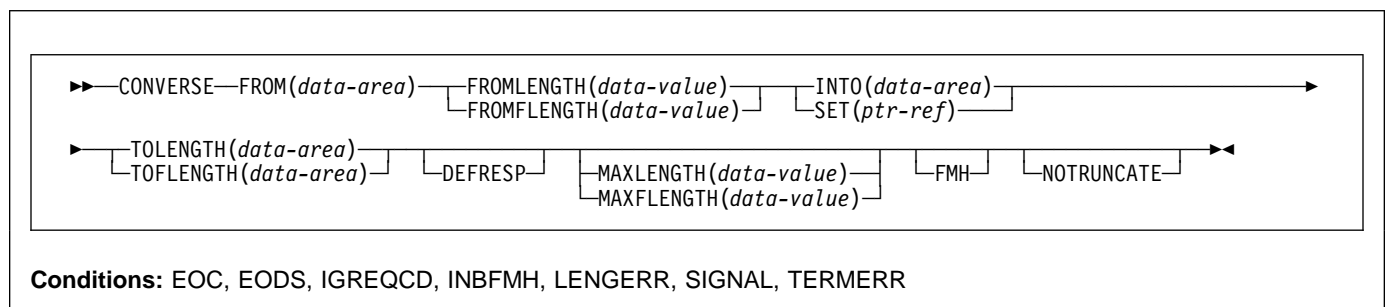 CONVERSE FROM(data-area) FROMLENGTH(data-value) INTO(data-area)
FROMFLENGTH(data-value) SET(ptr-ref)
TOLENGTH(data-area)
TOFLENGTH(data-area) DEFRESP MAXLENGTH(data-value) FMH NOTRUNCATE
MAXFLENGTH(data-value)
Conditions: EOC, EODS, IGREQCD, INBFMH, LENGERR, SIGNAL, TERMERR